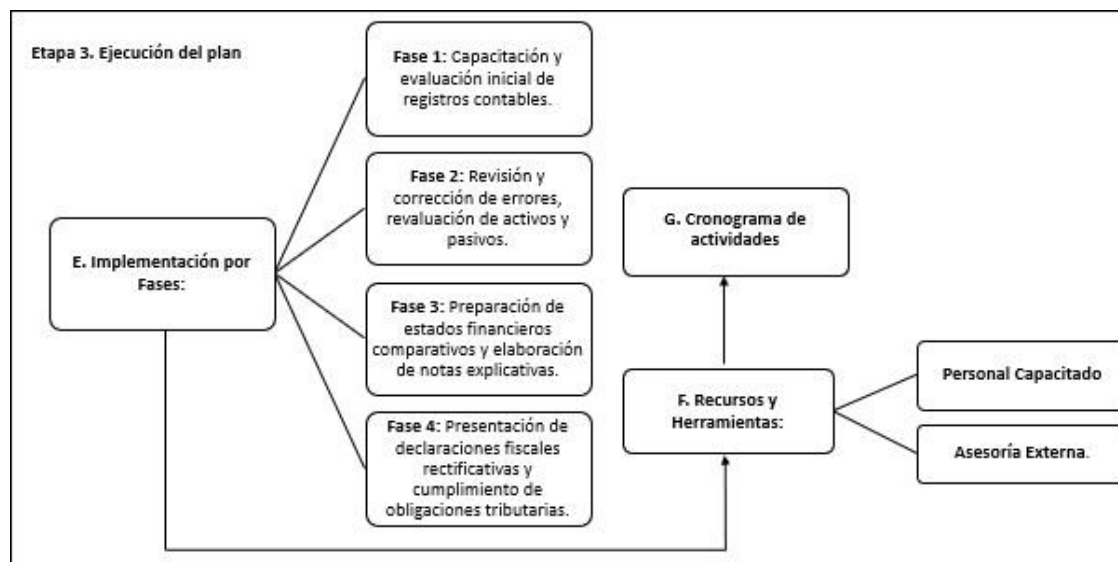 Etapa 3. Ejecución del plan
Fase 1: Capacitación y
evaluación inicial de
registros contables.
Fase 2: Revisión y
corrección de errores,
revaluación de activos y
pasivos.
E. Implementación por
Fases:
Fase 3: Preparación de
estados financieros
comparativos y elaboración
de notas explicativas.
Fase 4: Presentación de
declaraciones fiscales
rectificativas y
cumplimiento de
obligaciones tributarias.
G. Cronograma de
actividades
F. Recursos y
Herramientas:
Personal Capacitado
Asesoría Externa.